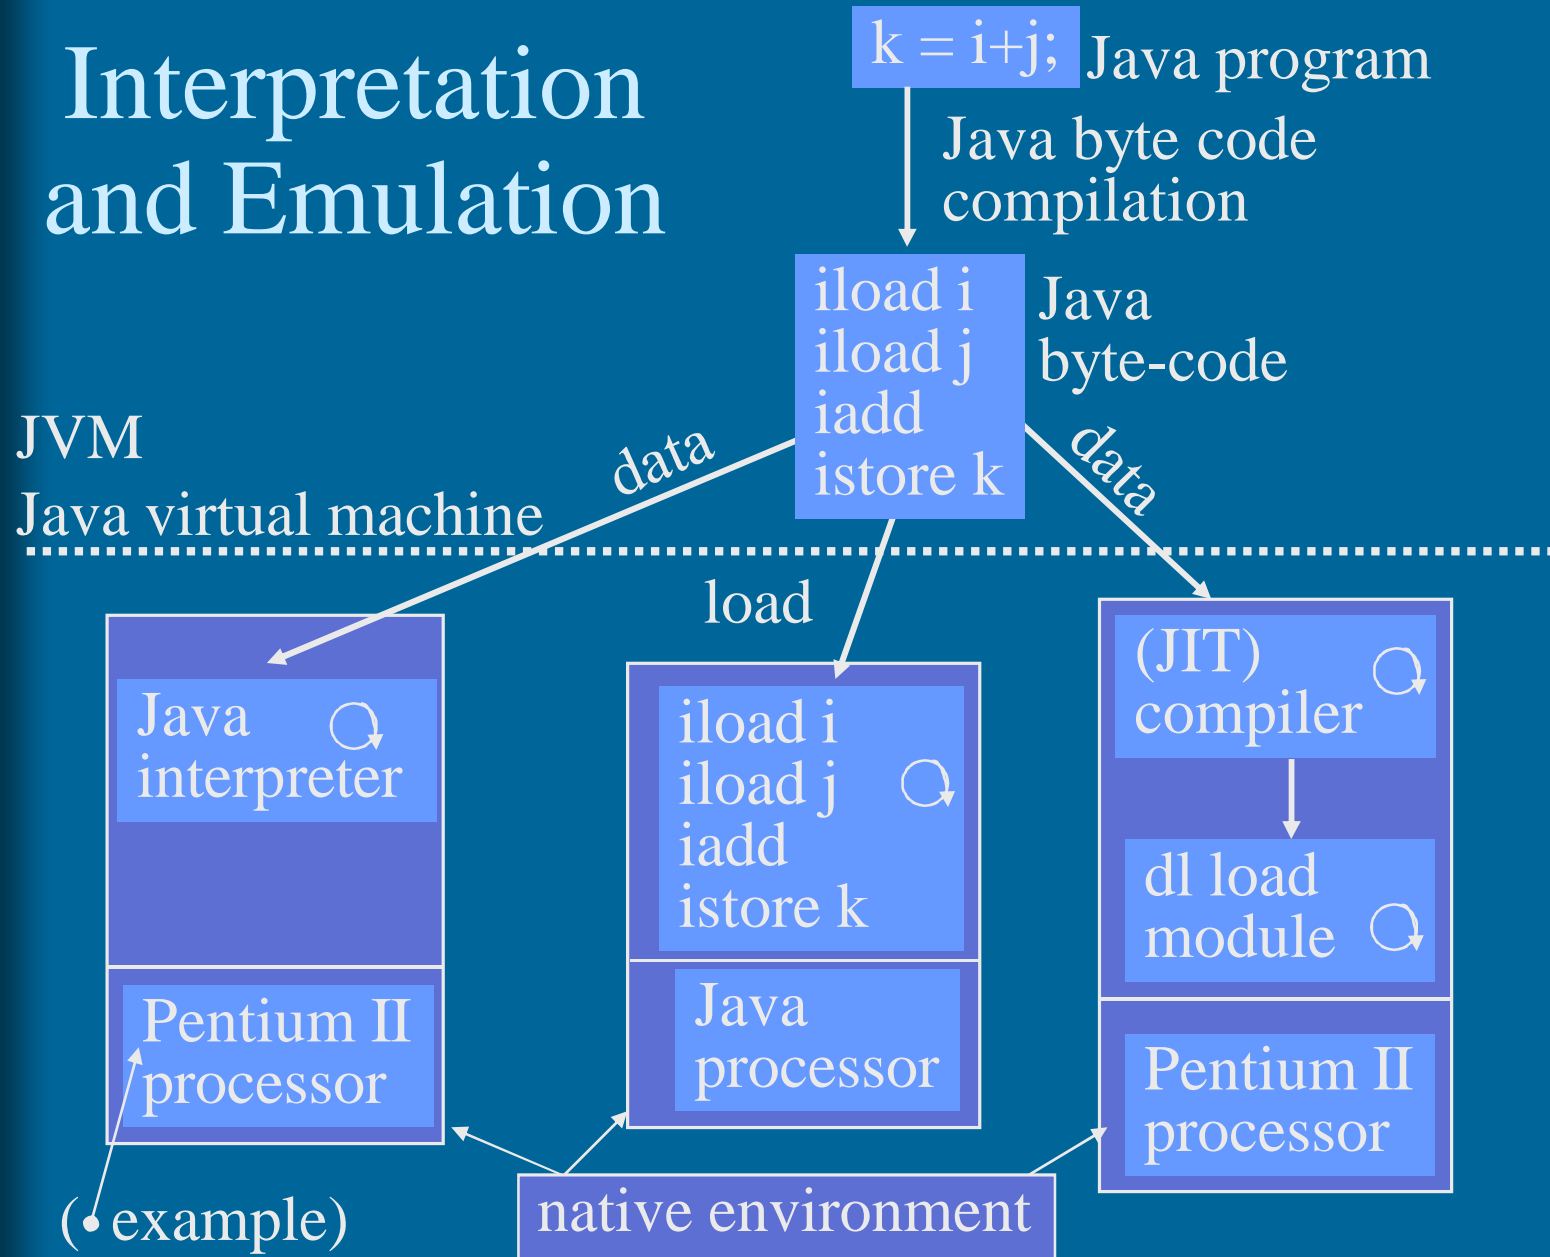 Interpretation
and Emulation
k = i+j;
Java program
Java byte code
compilation
iload i
iload j
iadd
istore k
Java
byte-code
JVM
Java virtual machine
data
data
load
Java
interpreter
Pentium II
processor
iload i
iload j
iadd
istore k
Java
processor
(JIT)
compiler
dl load
module
Pentium II
processor
(• example)
native environment